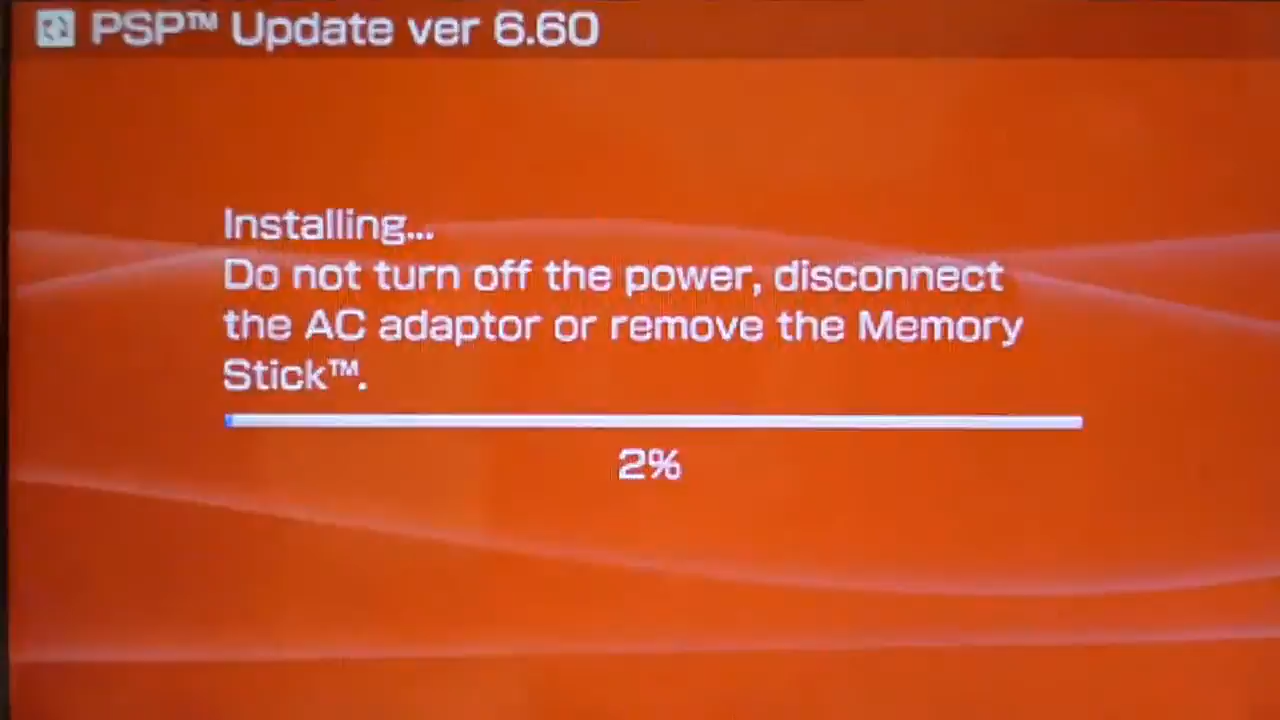 PSP™ Update ver 6.60
Installing...
Do not turn off the power, disconnect
the AC adaptor or remove the Memory
Stick™.
2%